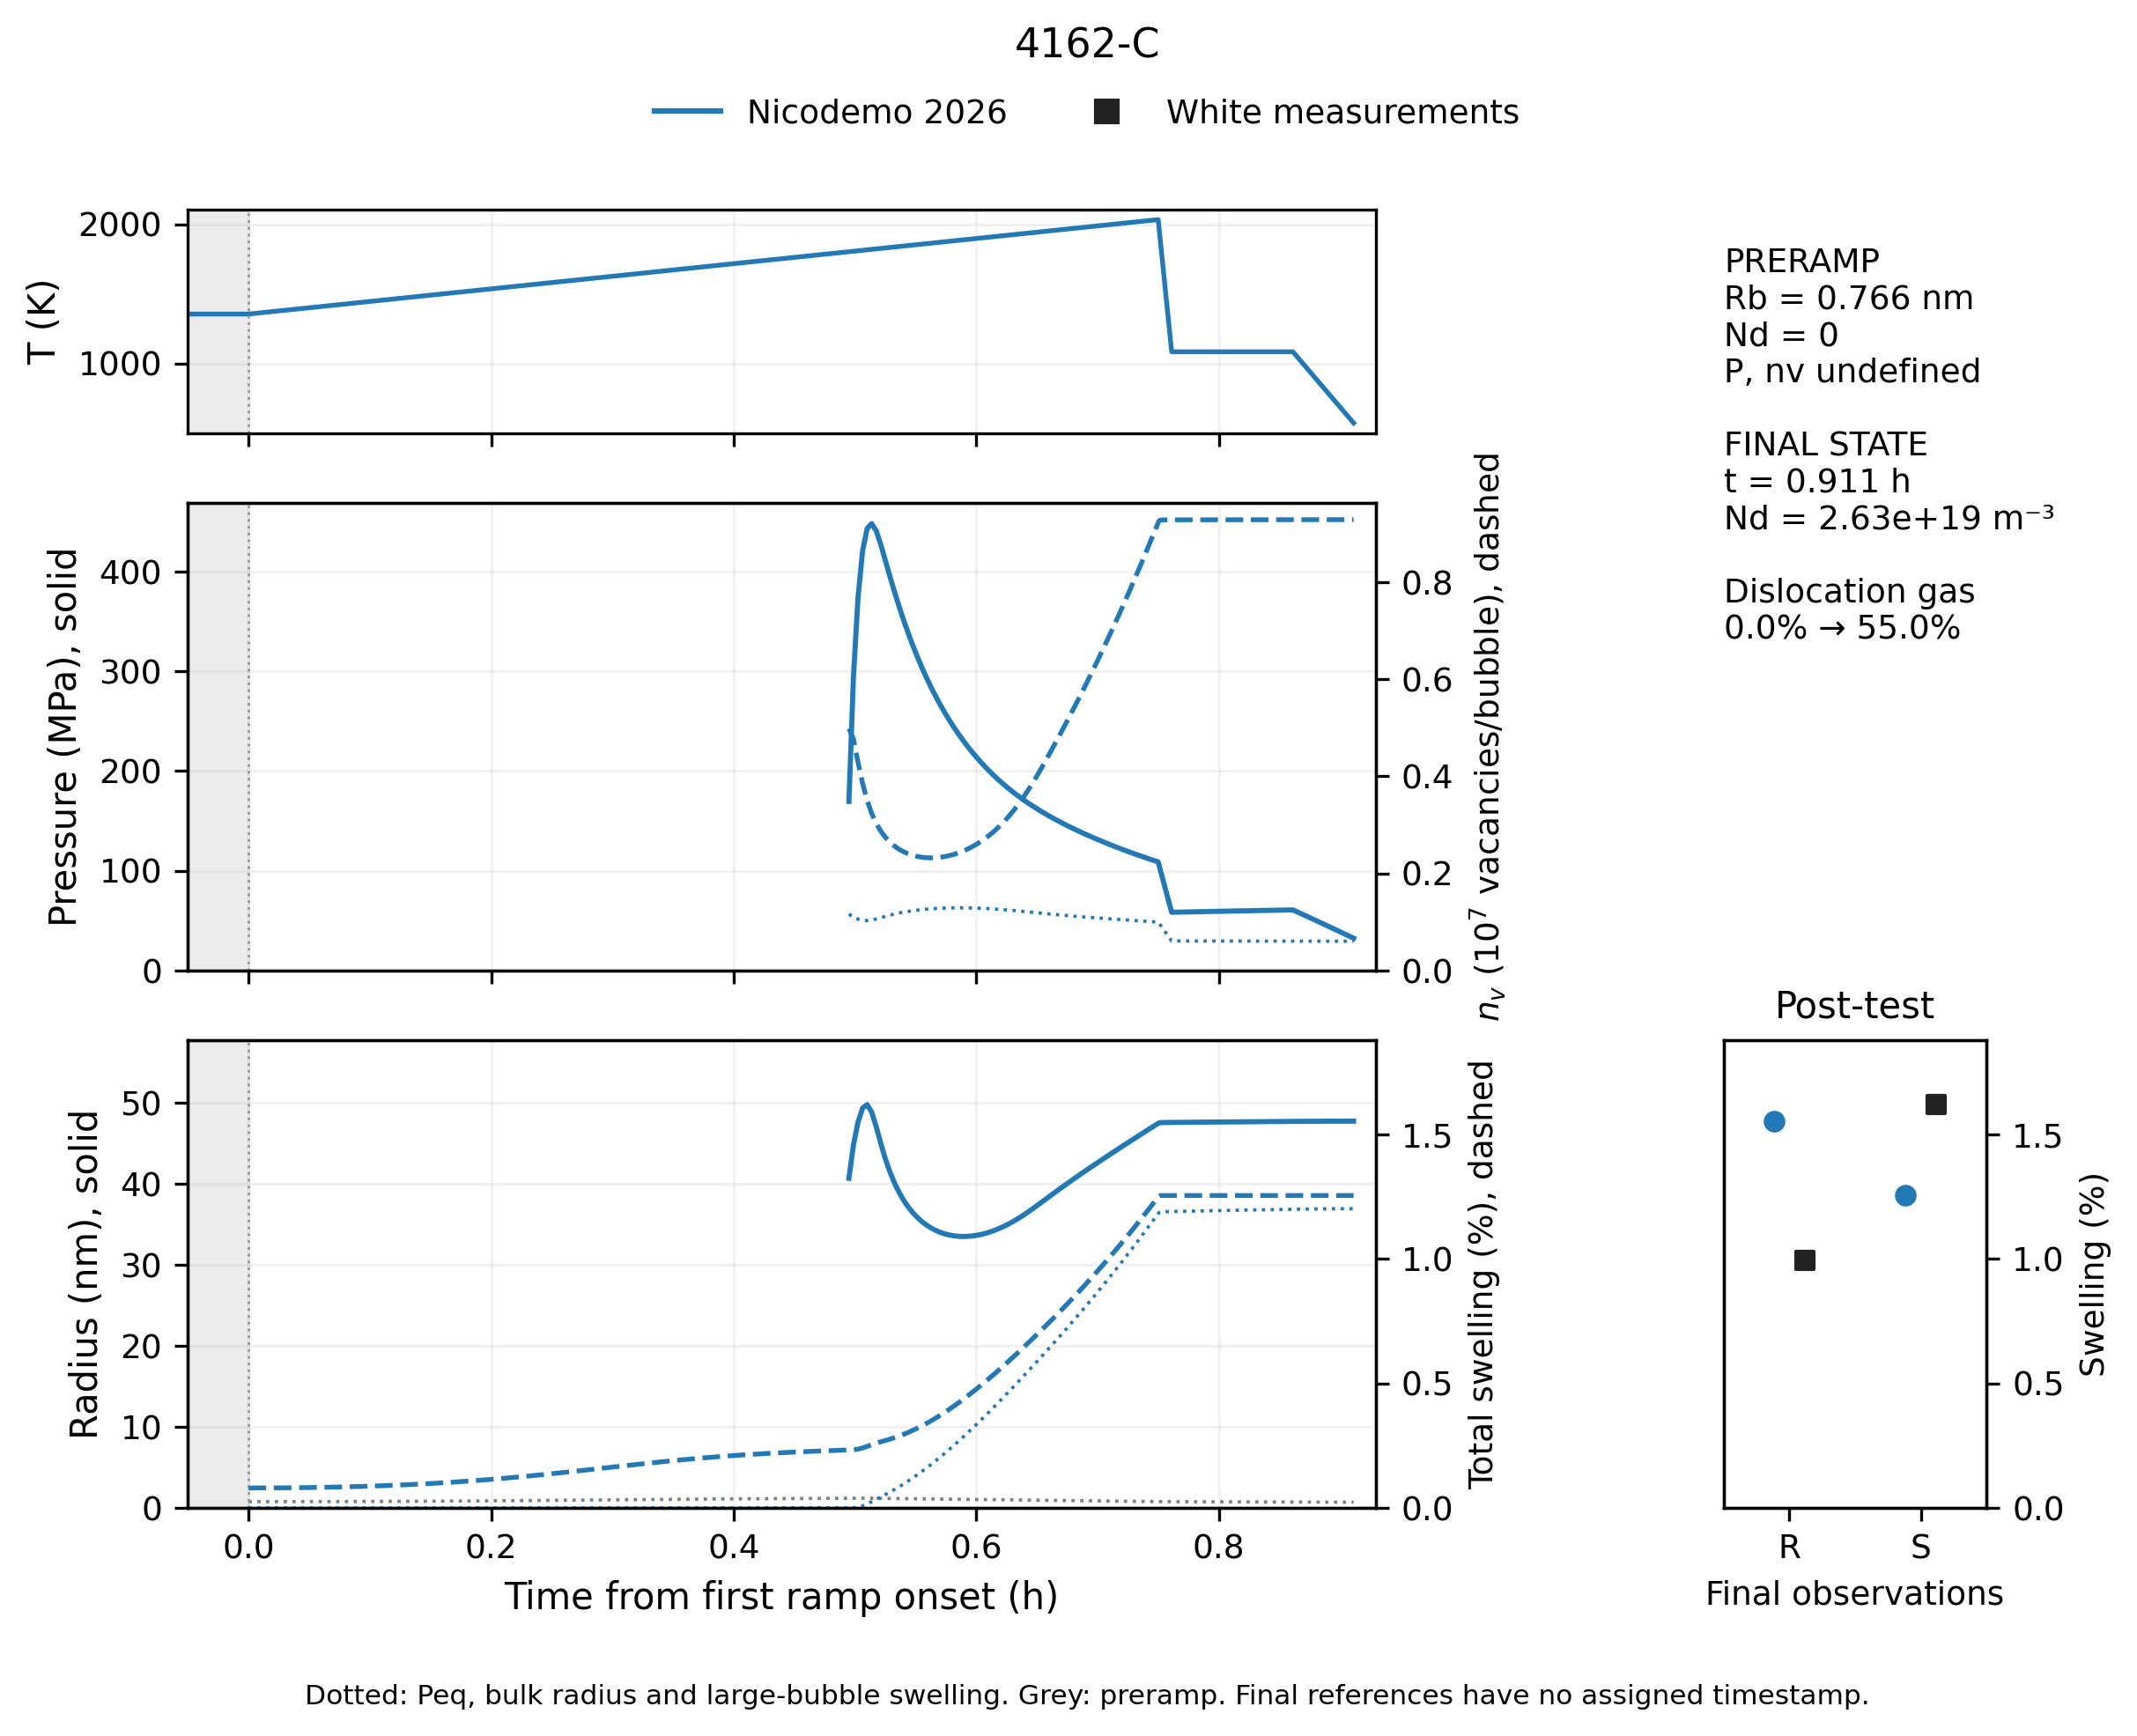 4162-C
Nicodemo 2026
White measurements
T (K)
2000
1000
PRERAMP
Rb = 0.766 nm
Nd = 0
P, nv undefined
FINAL STATE
t = 0.911 h
Nd = 2.63e+19 m⁻³
Dislocation gas
0.0% → 55.0%
Pressure (MPa), solid
400
300
200
100
0
0.8
0.6
0.4
0.2
0.0
nᵥ (10⁷ vacancies/bubble), dashed
Radius (nm), solid
50
40
30
20
10
0
1.5
1.0
0.5
0.0
Total swelling (%), dashed
0.0 0.2 0.4 0.6 0.8
Time from first ramp onset (h)
Post-test
1.5
1.0
0.5
0.0
Swelling (%)
R S
Final observations
Dotted: Peq, bulk radius and large-bubble swelling. Grey: preramp. Final references have no assigned timestamp.